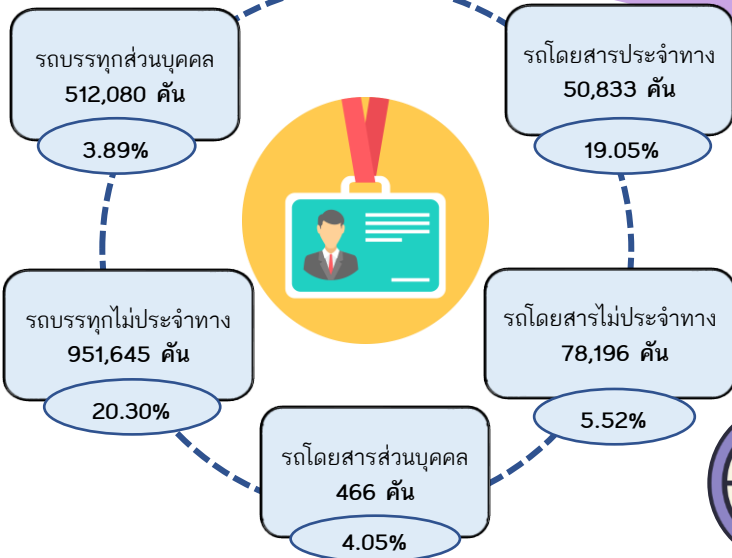 รถบรรทุกส่วนบุคคล
512,080 คัน
3.89%
รถโดยสารประจำทาง
50,833 คัน
19.05%
รถบรรทุกไม่ประจำทาง
951,645 คัน
20.30%
รถโดยสารไม่ประจำทาง
78,196 คัน
5.52%
รถโดยสารส่วนบุคคล
466 คัน
4.05%